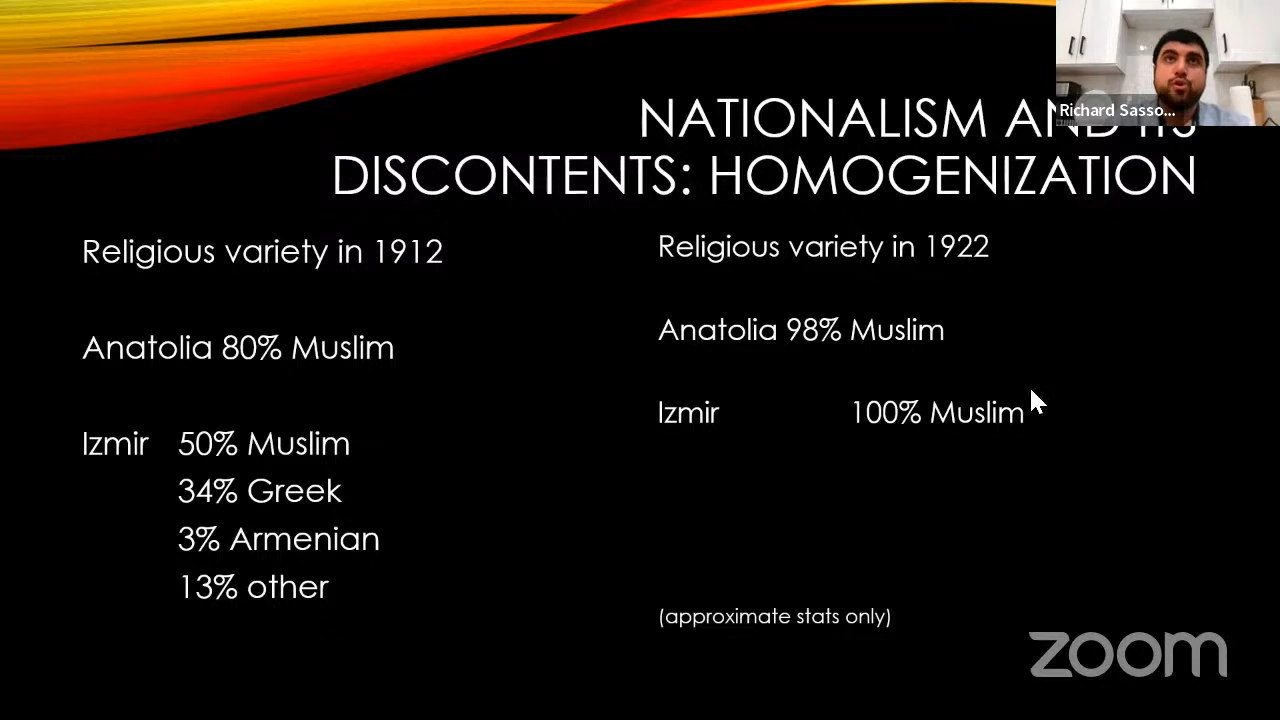 NATIONALISM AND ITS
DISCONTENTS: HOMOGENIZATION
Richard Sasso...
Religious variety in 1912
Anatolia 80% Muslim
Izmir 50% Muslim
34% Greek
3% Armenian
13% other
Religious variety in 1922
Anatolia 98% Muslim
Izmir 100% Muslim
(approximate stats only)
zoom